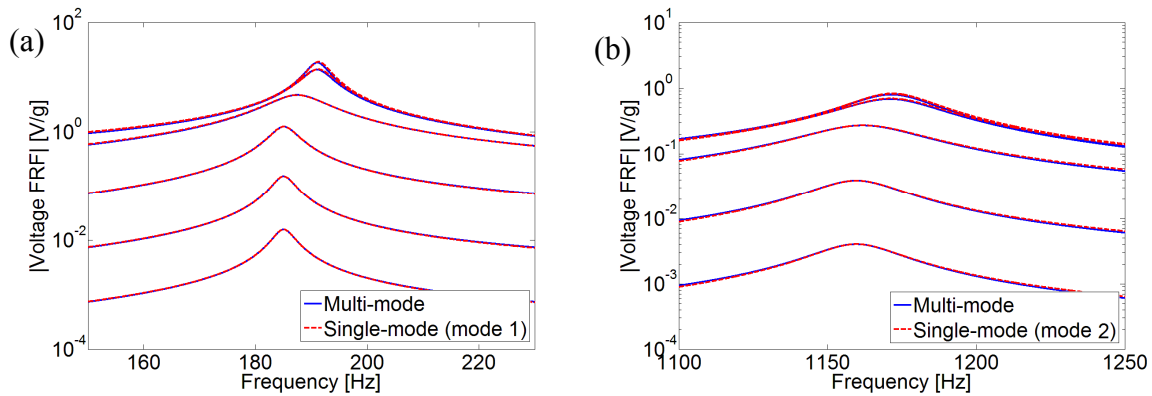 (a)
|Voltage FRF| [V/g]
10^2
10^0
10^-2
10^-4
160
180
200
220
Frequency [Hz]
Multi-mode
Single-mode (mode 1)
(b)
|Voltage FRF| [V/g]
10^1
10^0
10^-1
10^-2
10^-3
10^-4
1100
1150
1200
1250
Frequency [Hz]
Multi-mode
Single-mode (mode 2)